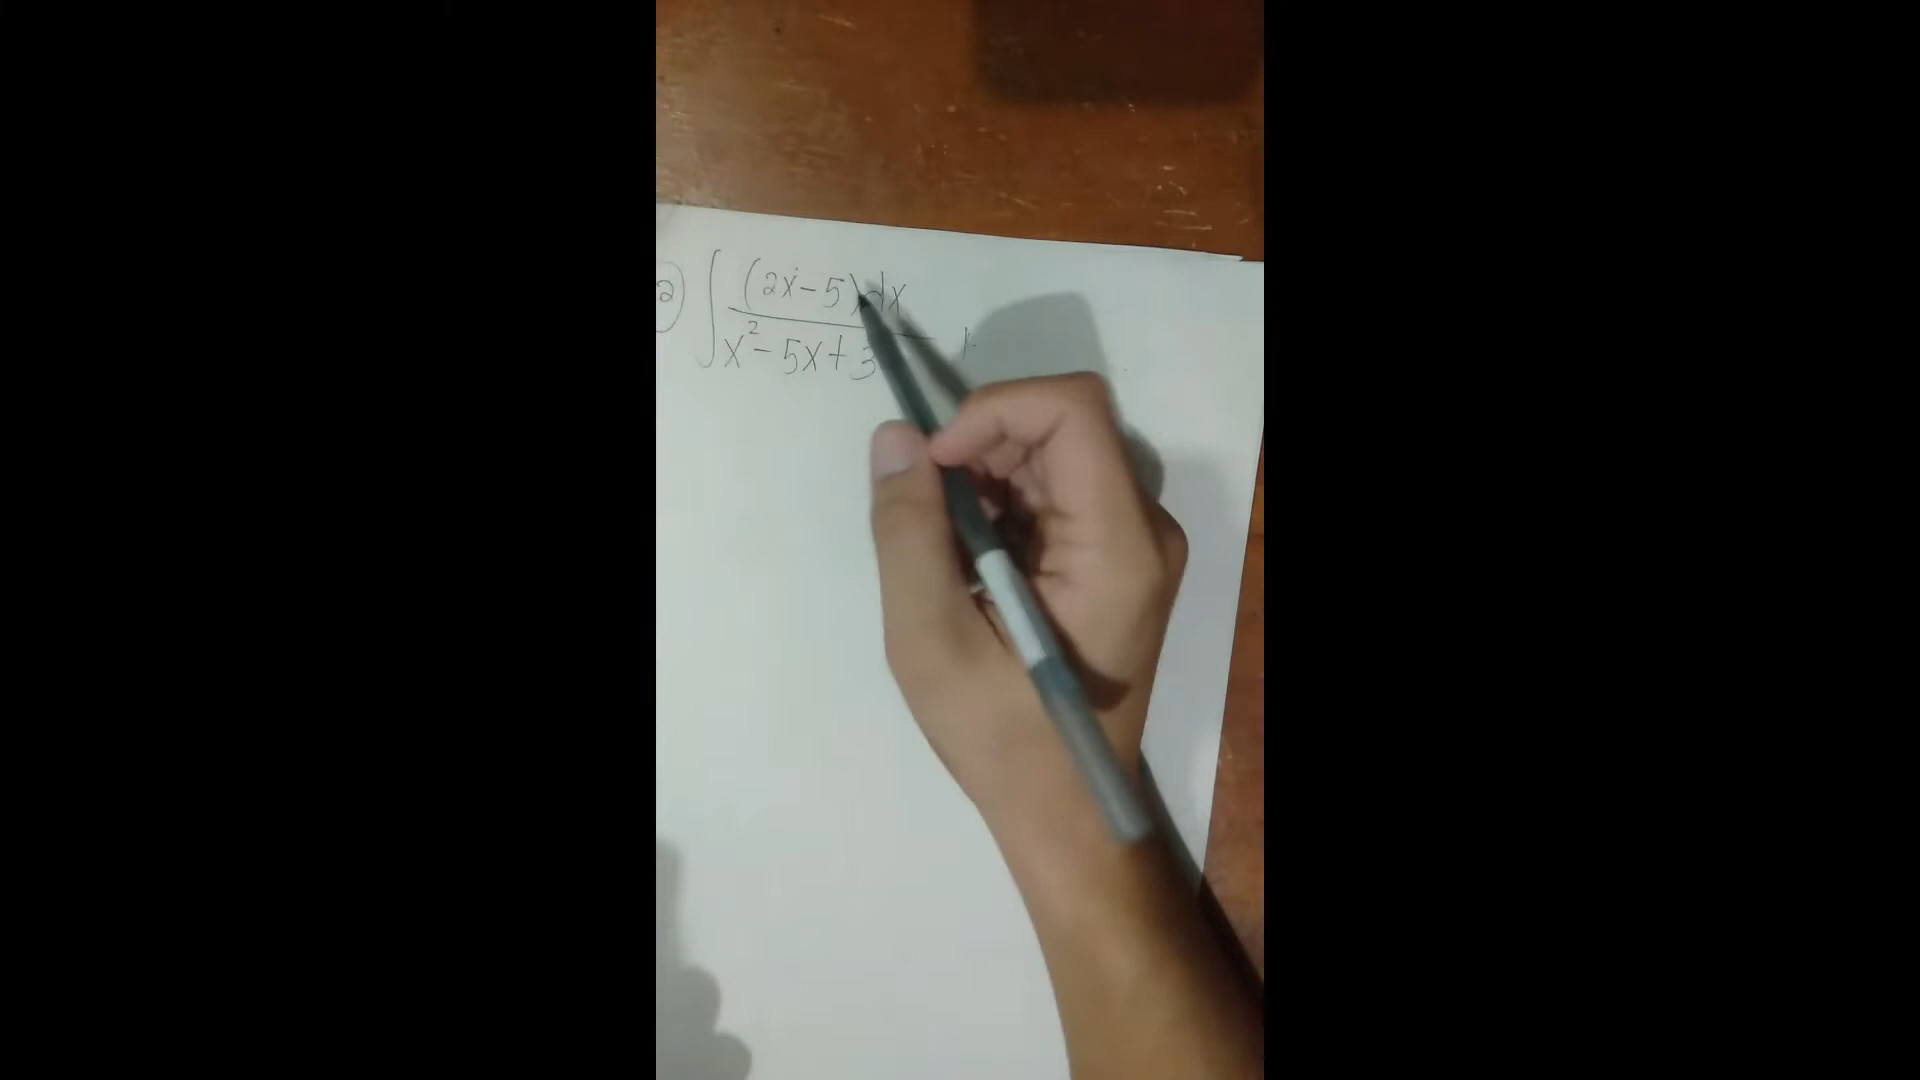 ② ∫ (2x-5)dx
x² - 5x + 3